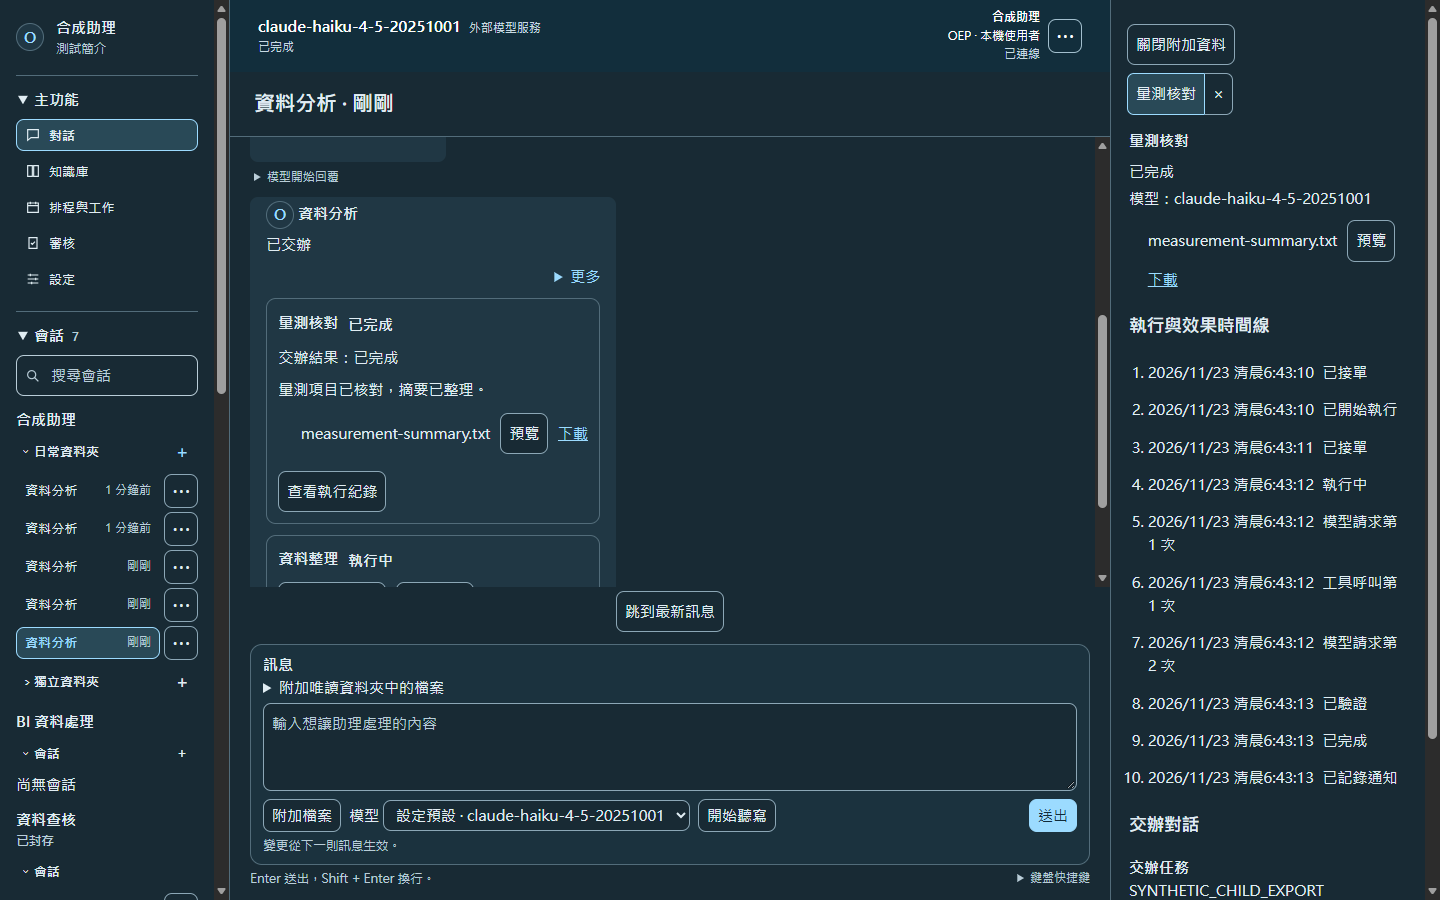 O 合成助理
測試簡介
▼ 主功能
對話
知識庫
排程與工作
審核
設定
▼ 會話 7
搜尋會話
合成助理
日常資料夾 +
資料分析 1 分鐘前 ...
資料分析 1 分鐘前 ...
資料分析 剛剛 ...
資料分析 剛剛 ...
資料分析 剛剛 ...
> 獨立資料夾 +
BI 資料處理
會話 +
尚無會話
資料查核
已封存
會話
claude-haiku-4-5-20251001 外部模型服務
已完成
合成助理
OEP · 本機使用者
已連線
...
資料分析 · 剛剛
▶ 模型開始回覆
O 資料分析
已交辦
▶ 更多
量測核對 已完成
交辦結果：已完成
量測項目已核對，摘要已整理。
measurement-summary.txt 預覽 下載
查看執行紀錄
資料整理 執行中
跳到最新訊息
訊息
▶ 附加唯讀資料夾中的檔案
輸入想讓助理處理的內容
附加檔案 模型 設定預設 · claude-haiku-4-5-20251001 開始聽寫 送出
變更從下一則訊息生效。
Enter 送出，Shift + Enter 換行。
▶ 鍵盤快捷鍵
關閉附加資料
量測核對 ×
量測核對
已完成
模型：claude-haiku-4-5-20251001
measurement-summary.txt 預覽
下載
執行與效果時間線
1. 2026/11/23 清晨6:43:10 已接單
2. 2026/11/23 清晨6:43:10 已開始執行
3. 2026/11/23 清晨6:43:11 已接單
4. 2026/11/23 清晨6:43:12 執行中
5. 2026/11/23 清晨6:43:12 模型請求第
1 次
6. 2026/11/23 清晨6:43:12 工具呼叫第
1 次
7. 2026/11/23 清晨6:43:12 模型請求第
2 次
8. 2026/11/23 清晨6:43:13 已驗證
9. 2026/11/23 清晨6:43:13 已完成
10. 2026/11/23 清晨6:43:13 已記錄通知
交辦對話
交辦任務
SYNTHETIC_CHILD_EXPORT